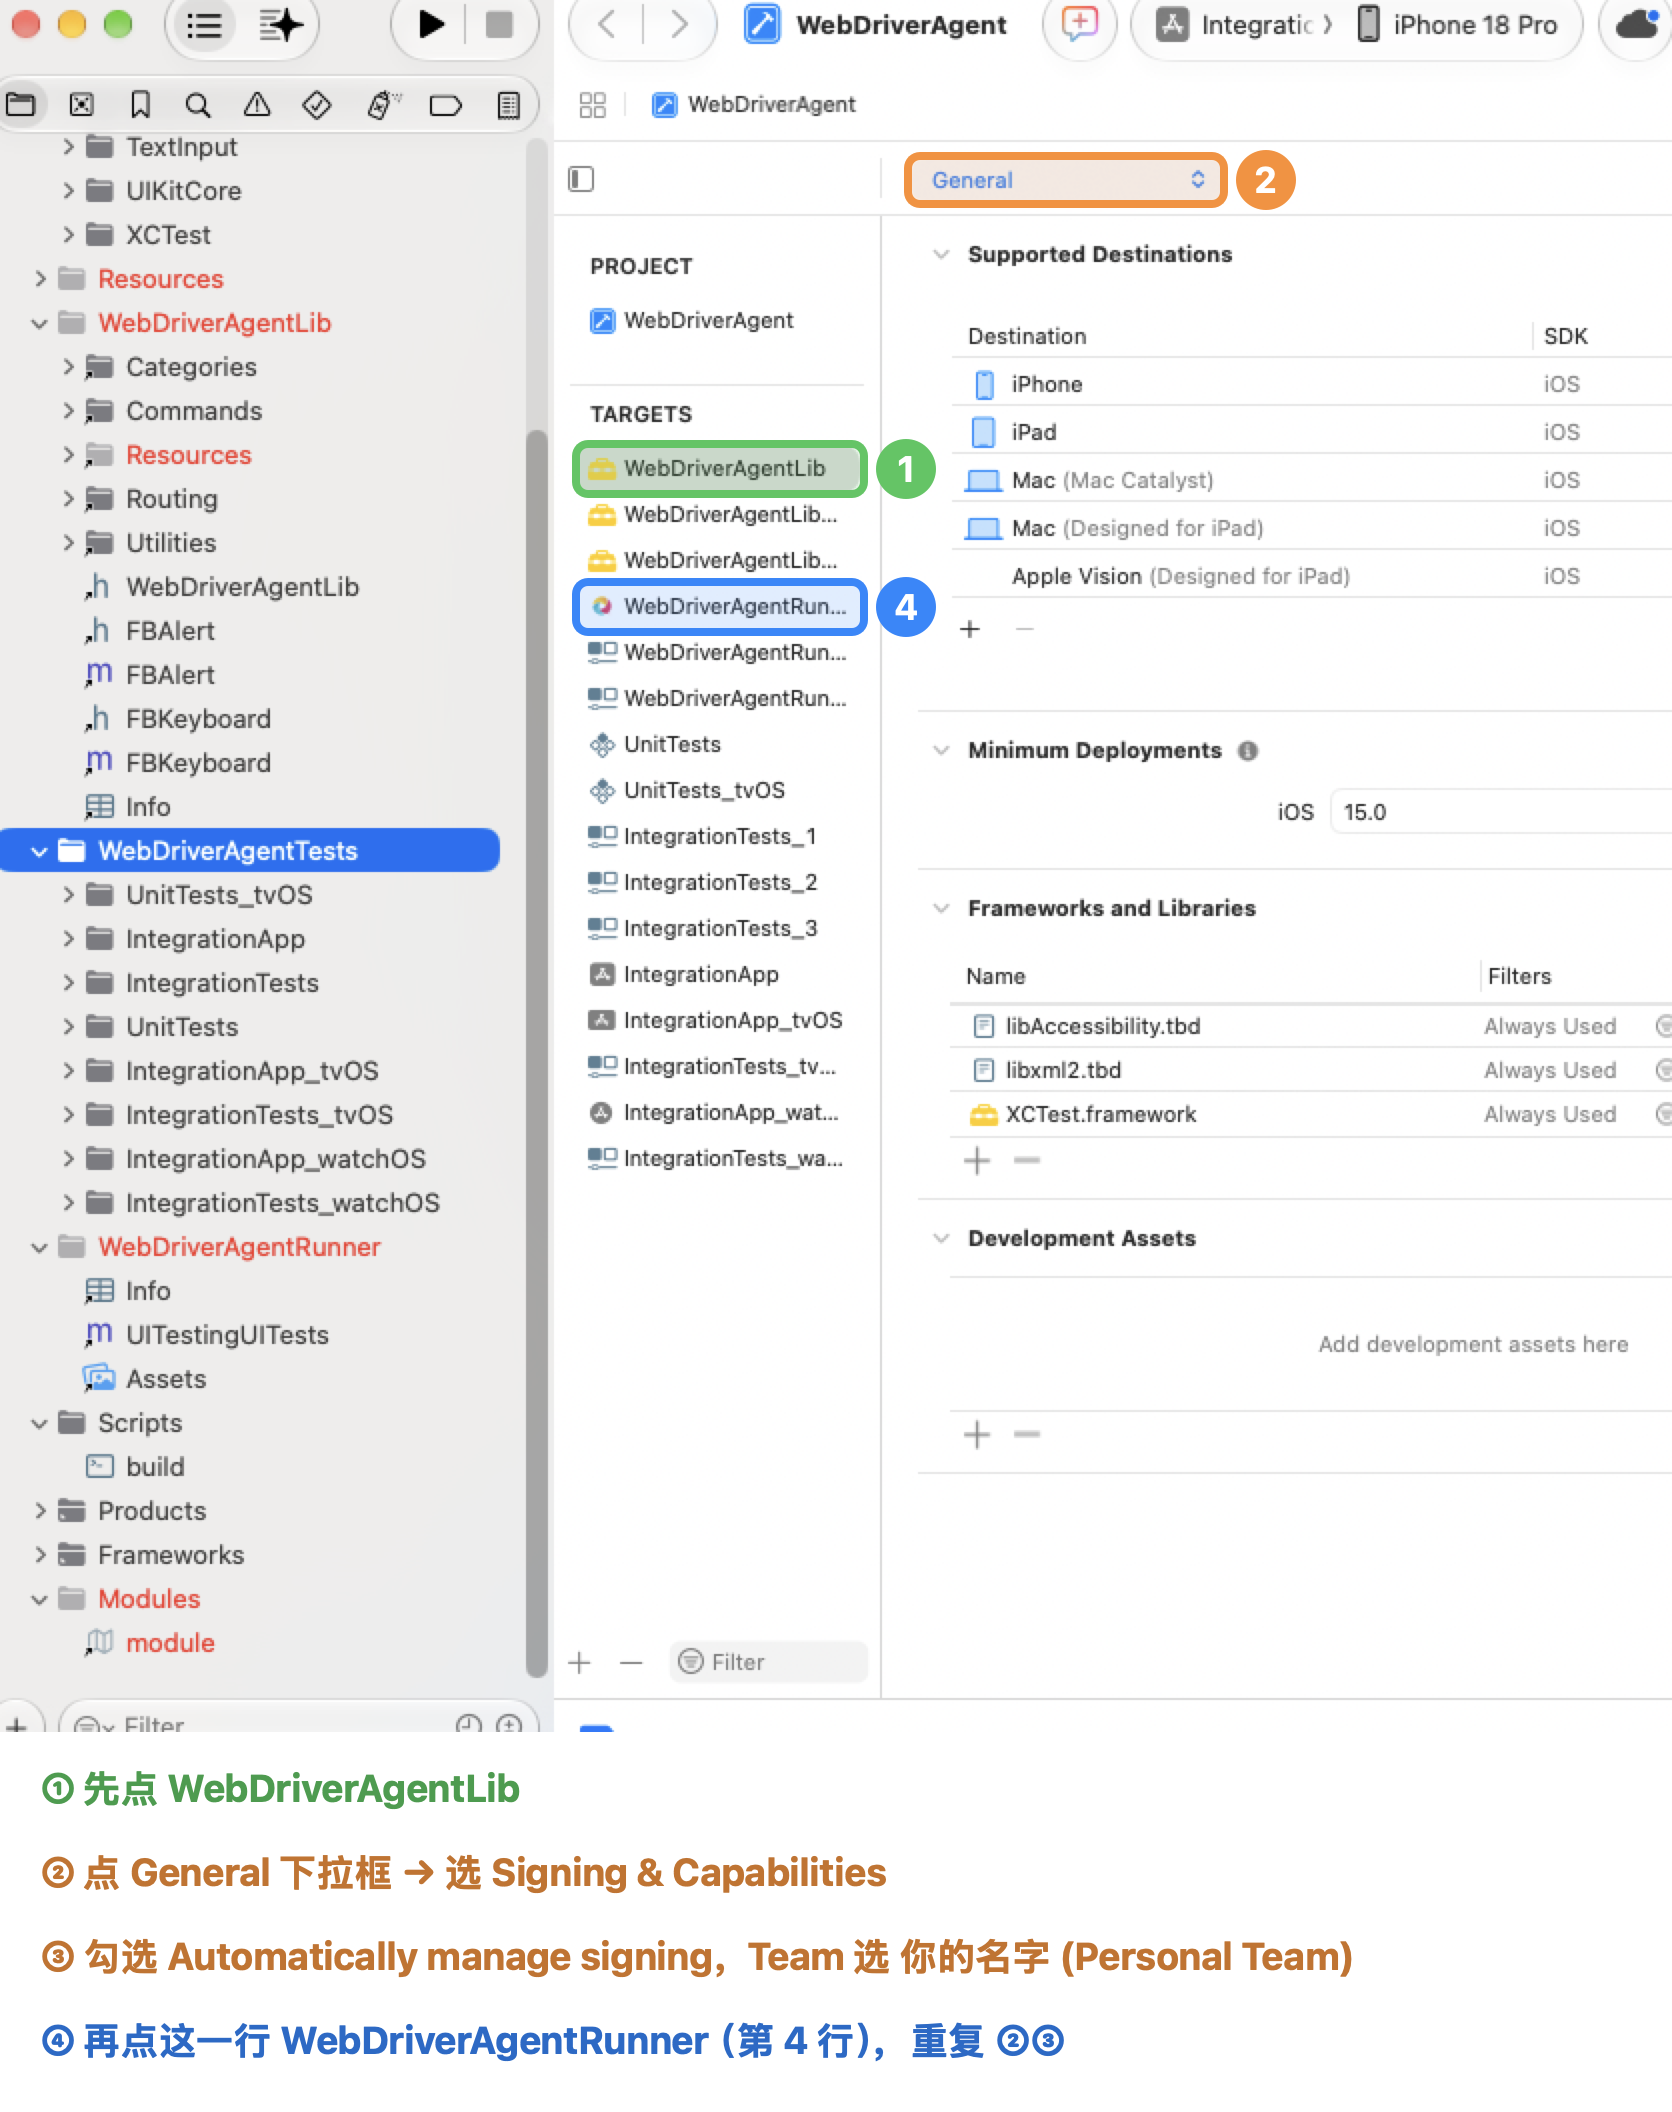 WebDriverAgent
Integratic
iPhone 18 Pro
WebDriverAgent
TextInput
UIKitCore
XCTest
Resources
WebDriverAgentLib
Categories
Commands
Resources
Routing
Utilities
WebDriverAgentLib
FBAlert
FBAlert
FBKeyboard
FBKeyboard
Info
WebDriverAgentTests
UnitTests_tvOS
IntegrationApp
IntegrationTests
UnitTests
IntegrationApp_tvOS
IntegrationTests_tvOS
IntegrationApp_watchOS
IntegrationTests_watchOS
WebDriverAgentRunner
Info
UITestingUITests
Assets
Scripts
build
Products
Frameworks
Modules
module
Filter
General
2
PROJECT
WebDriverAgent
TARGETS
WebDriverAgentLib
1
WebDriverAgentLib...
WebDriverAgentLib...
WebDriverAgentRun...
4
WebDriverAgentRun...
WebDriverAgentRun...
UnitTests
UnitTests_tvOS
IntegrationTests_1
IntegrationTests_2
IntegrationTests_3
IntegrationApp
IntegrationApp_tvOS
IntegrationTests_tv...
IntegrationApp_wat...
IntegrationTests_wa...
Filter
Supported Destinations
Destination SDK
iPhone iOS
iPad iOS
Mac (Mac Catalyst) iOS
Mac (Designed for iPad) iOS
Apple Vision (Designed for iPad) iOS
Minimum Deployments
iOS 15.0
Frameworks and Libraries
Name Filters
libAccessibility.tbd Always Used
libxml2.tbd Always Used
XCTest.framework Always Used
Development Assets
Add development assets here
① 先点 WebDriverAgentLib
② 点 General 下拉框 → 选 Signing & Capabilities
③ 勾选 Automatically manage signing，Team 选 你的名字 (Personal Team)
④ 再点这一行 WebDriverAgentRunner（第 4 行），重复 ②③